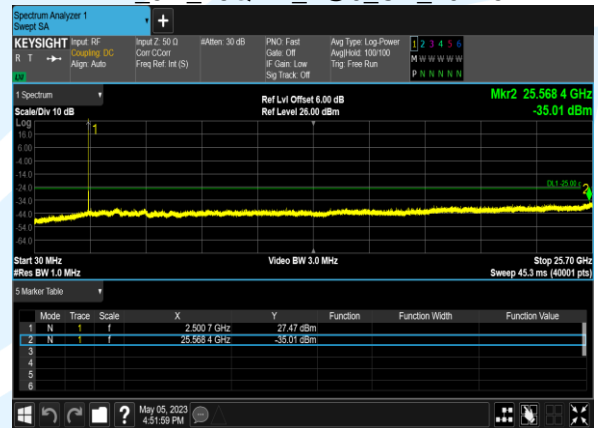 Spectrum Analyzer 1
Swept SA
+
KEYSIGHT Input: RF Input Z: 50 Ω #Atten: 30 dB PNO: Fast Avg Type: Log-Power 1 2 3 4 5 6
R T Coupling: DC Corr CCorr Gate: Off Avg|Hold: 100/100 M W W W W W
Align: Auto Freq Ref: Int (S) IF Gain: Low Trig: Free Run
Sig Track: Off P N N N N N
1 Spectrum Ref Lvl Offset 6.00 dB Mkr2 25.568 4 GHz
Scale/Div 10 dB Ref Level 26.00 dBm -35.01 dBm
Log
1
16.0
6.00
-4.00
-14.0
-24.0 2
-34.0
-44.0
-54.0
-64.0
Start 30 MHz Video BW 3.0 MHz Stop 25.70 GHz
#Res BW 1.0 MHz Sweep 45.3 ms (40001 pts)
5 Marker Table
Mode Trace Scale X Y Function Function Width Function Value
1 N 1 f 2.500 7 GHz 27.47 dBm
2 N 1 f 25.568 4 GHz -35.01 dBm
3
4
5
6
? May 05, 2023
4:51:59 PM